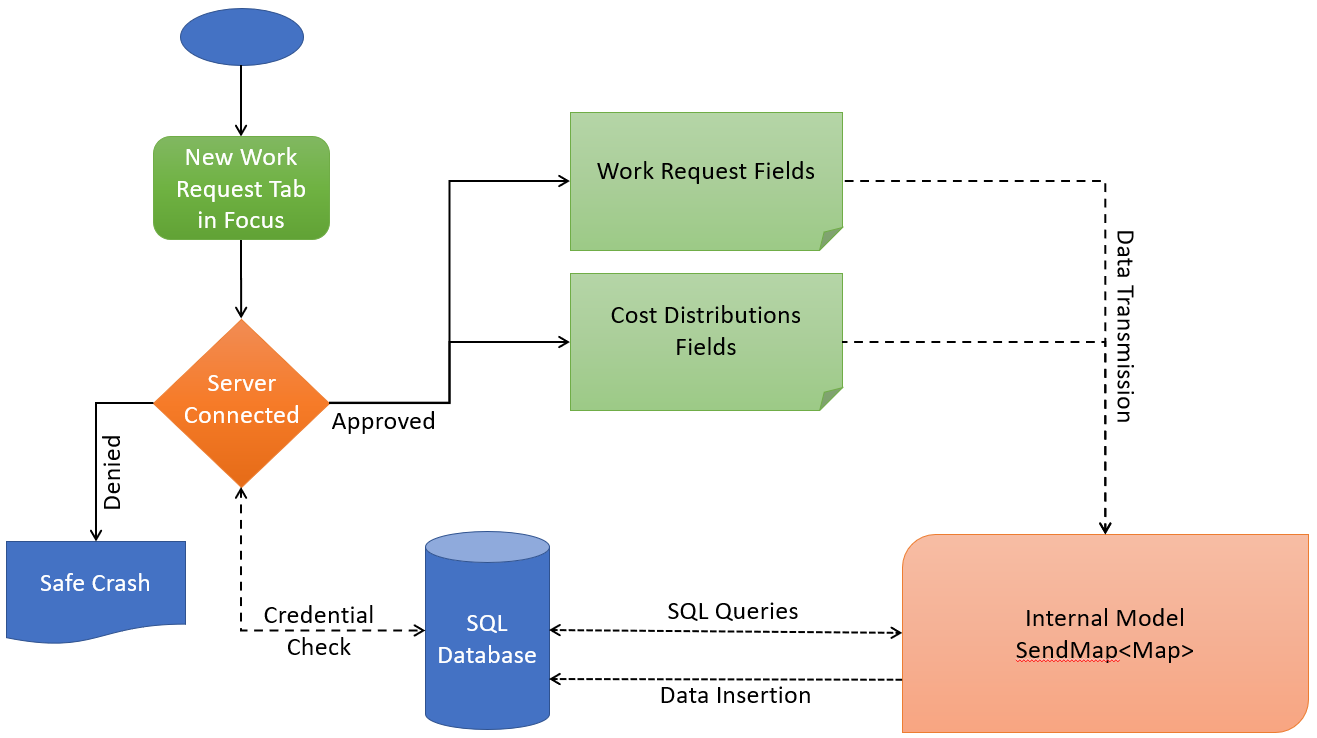 New Work
Request Tab
in Focus
Work Request Fields
Cost Distributions
Fields
Data Transmission
Server
Connected
Approved
Denied
Safe Crash
Credential
Check
SQL
Database
SQL Queries
Data Insertion
Internal Model
SendMap<Map>